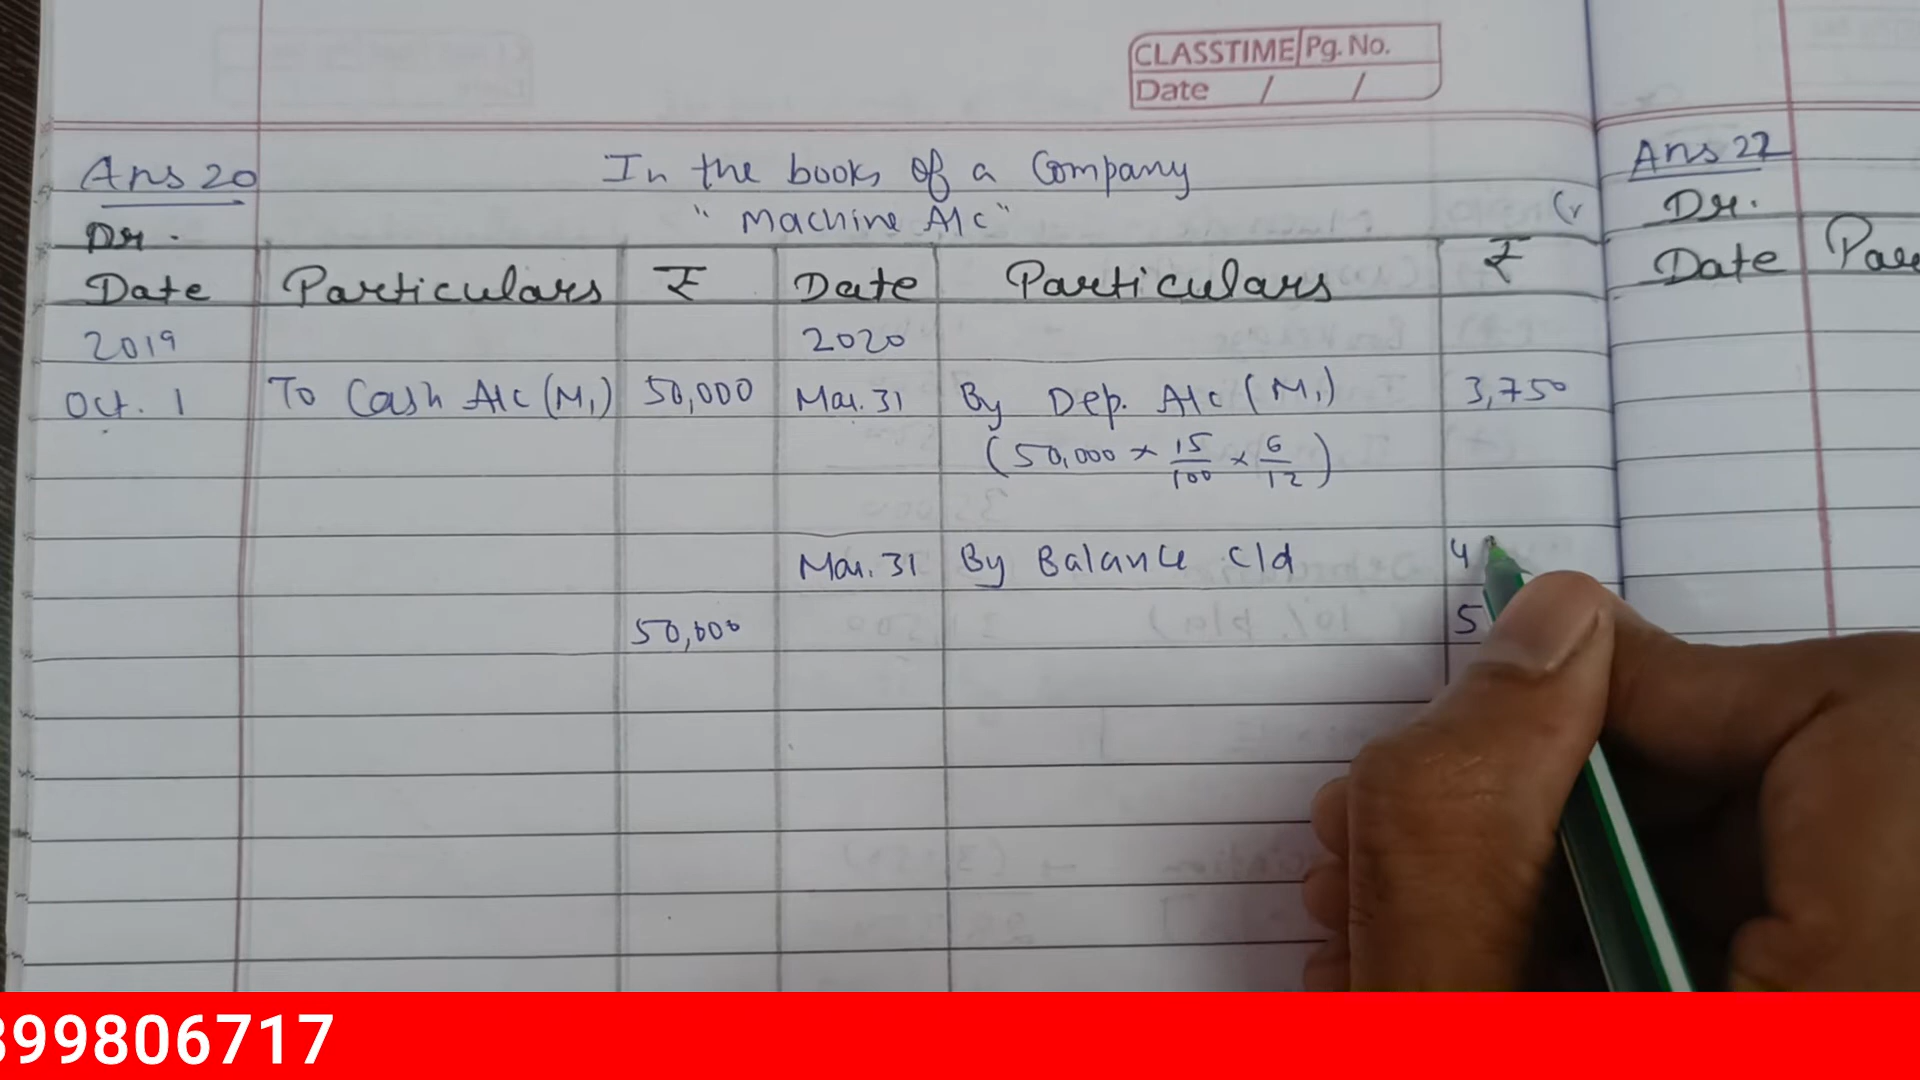 CLASSTIME Pg. No.
Date / /
Ans 20 In the books of a Company
"Machine A/c"
Dr. Cr
Date Particulars ₹ Date Particulars ₹
2019 2020
Oct. 1 To Cash A/c (M1) 50,000 Mar. 31 By Dep. A/c (M1) 3,750
(50,000 × 15/100 × 6/12)
Mar. 31 By Balance c/d 4
50,000 5
Ans 22
Dr.
Date Par
899806717